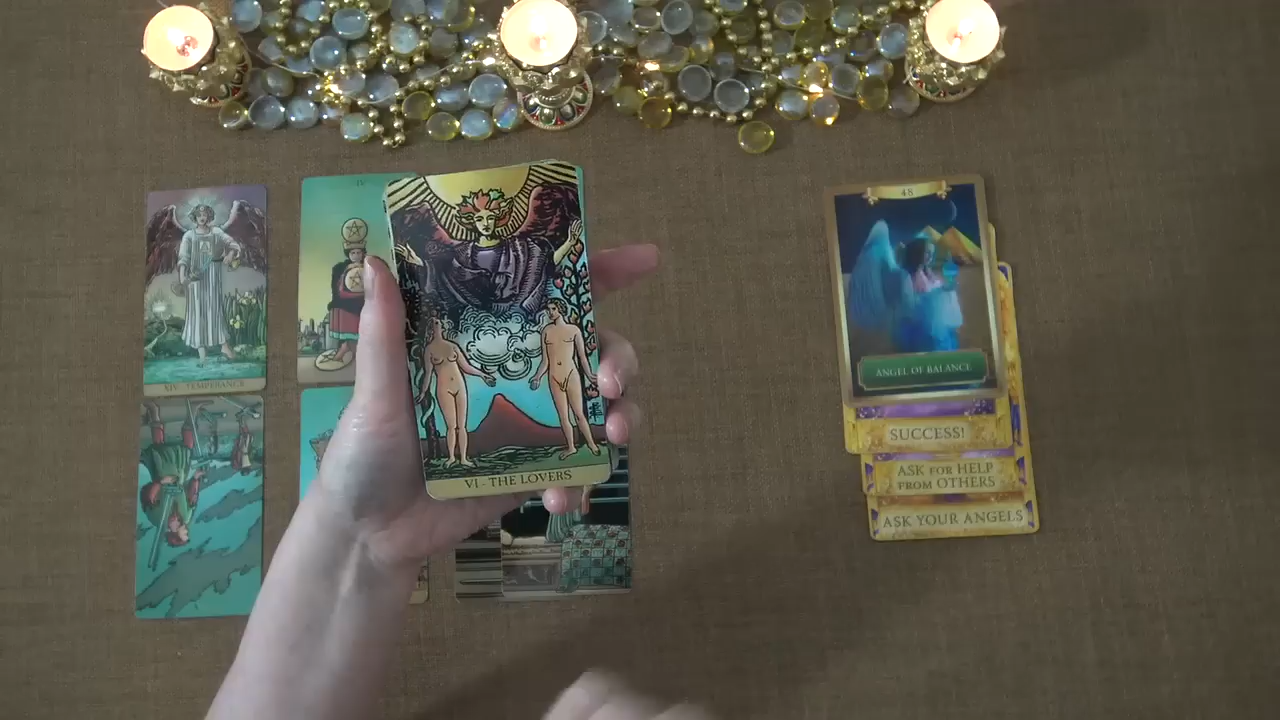 XIV - TEMPERANCE
IV
VI - THE LOVERS
48
ANGEL OF BALANCE
SUCCESS!
ASK FOR HELP
FROM OTHERS
ASK YOUR ANGELS